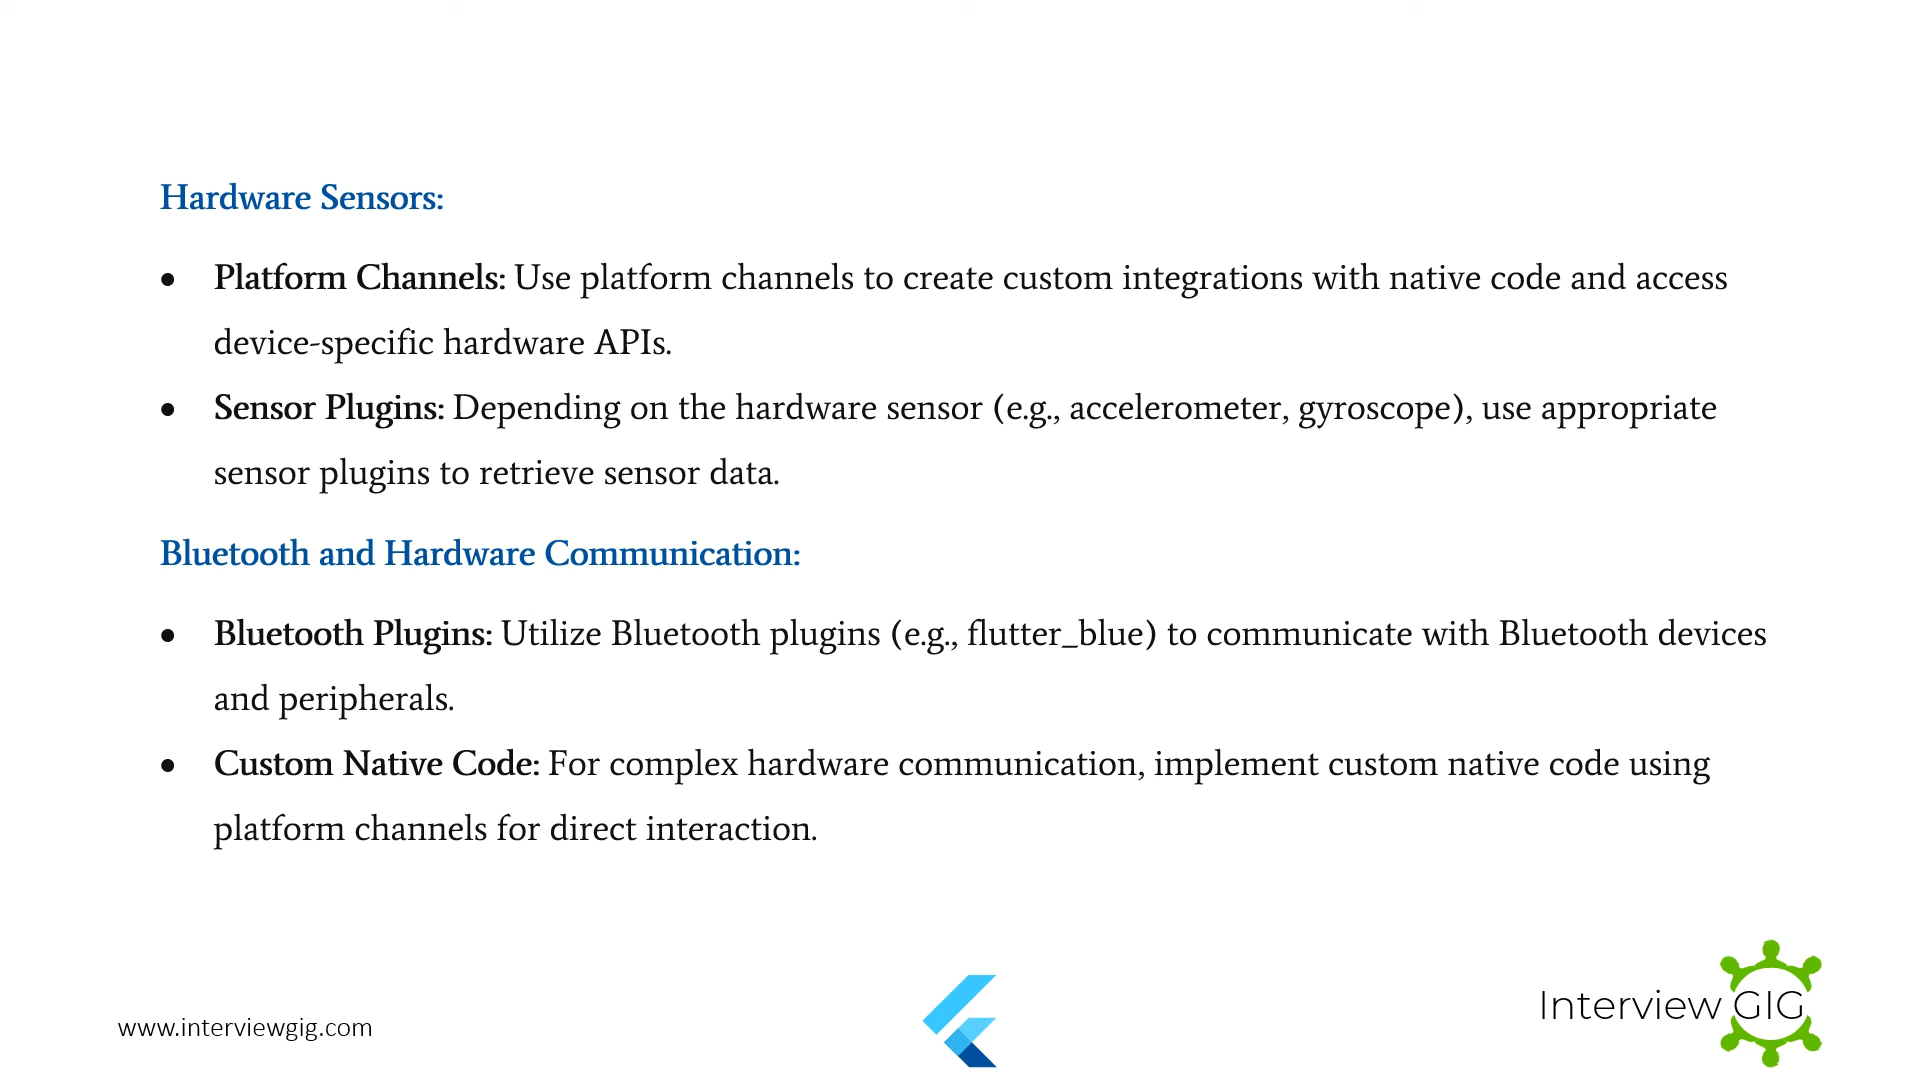 Hardware Sensors:
• Platform Channels: Use platform channels to create custom integrations with native code and access
device-specific hardware APIs.
• Sensor Plugins: Depending on the hardware sensor (e.g., accelerometer, gyroscope), use appropriate
sensor plugins to retrieve sensor data.
Bluetooth and Hardware Communication:
• Bluetooth Plugins: Utilize Bluetooth plugins (e.g., flutter_blue) to communicate with Bluetooth devices
and peripherals.
• Custom Native Code: For complex hardware communication, implement custom native code using
platform channels for direct interaction.
www.interviewgig.com
Interview GIG